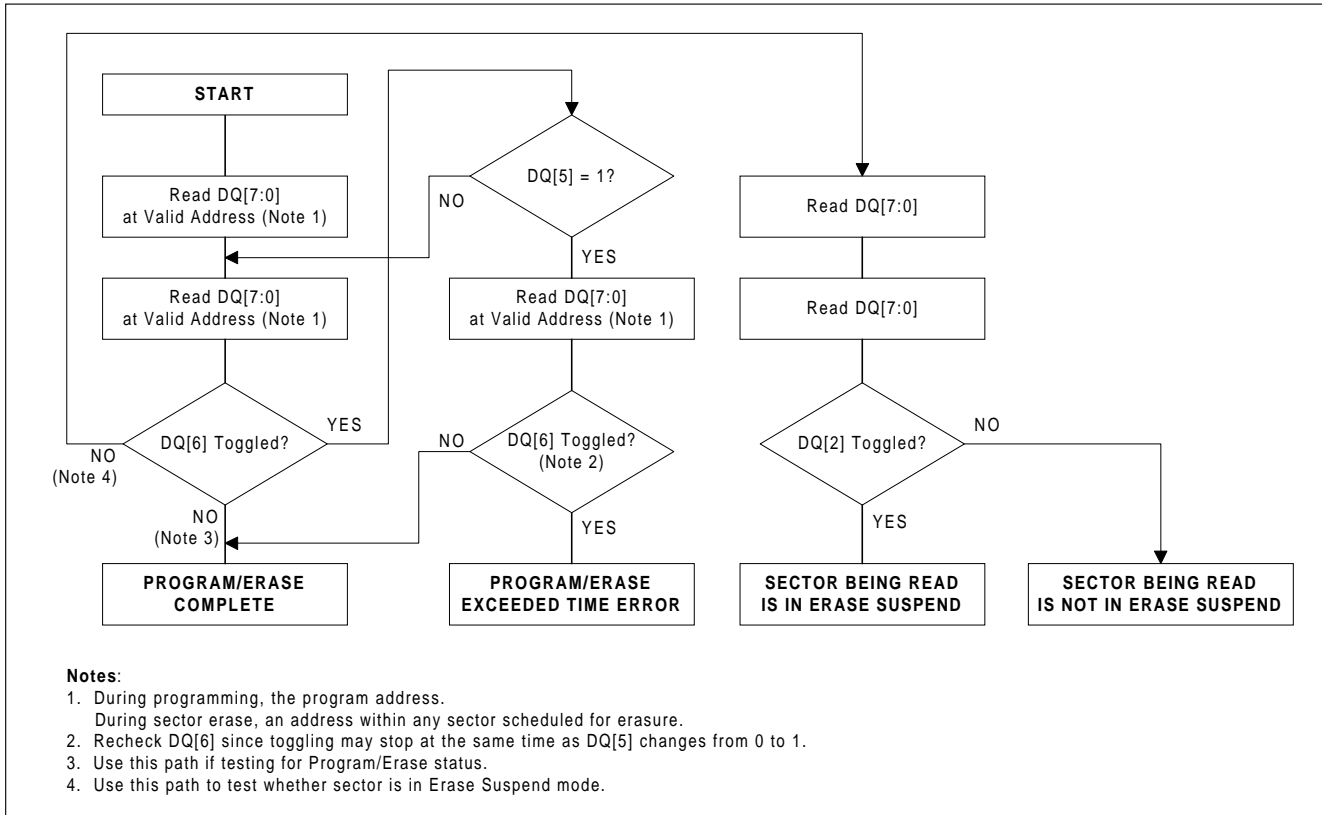 START
Read DQ[7:0]
at Valid Address (Note 1)
Read DQ[7:0]
at Valid Address (Note 1)
DQ[6] Toggled?
YES
NO
(Note 4)
NO
(Note 3)
PROGRAM/ERASE
COMPLETE
DQ[5] = 1?
NO
YES
Read DQ[7:0]
at Valid Address (Note 1)
DQ[6] Toggled?
(Note 2)
NO
YES
PROGRAM/ERASE
EXCEEDED TIME ERROR
Read DQ[7:0]
Read DQ[7:0]
DQ[2] Toggled?
NO
YES
SECTOR BEING READ
IS IN ERASE SUSPEND
SECTOR BEING READ
IS NOT IN ERASE SUSPEND
Notes:
1. During programming, the program address.
During sector erase, an address within any sector scheduled for erasure.
2. Recheck DQ[6] since toggling may stop at the same time as DQ[5] changes from 0 to 1.
3. Use this path if testing for Program/Erase status.
4. Use this path to test whether sector is in Erase Suspend mode.